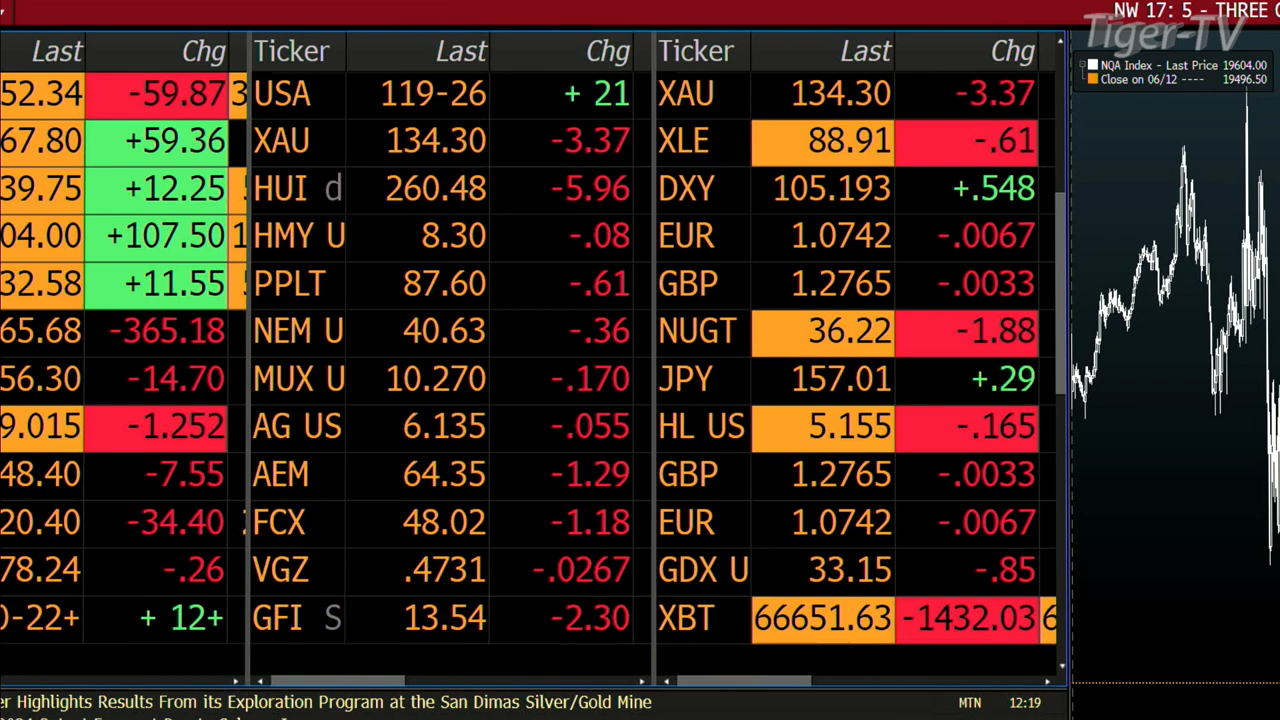 NW 17: 5 - THREE
Tiger-TV
Last Chg Ticker Last Chg Ticker Last Chg
NQA Index - Last Price 19604.00
Close on 06/12 ---- 19496.50
52.34 -59.87 3 USA 119-26 + 21 XAU 134.30 -3.37
67.80 +59.36 XAU 134.30 -3.37 XLE 88.91 -.61
39.75 +12.25 HUI d 260.48 -5.96 DXY 105.193 +.548
04.00 +107.50 1 HMY U 8.30 -.08 EUR 1.0742 -.0067
32.58 +11.55 PPLT 87.60 -.61 GBP 1.2765 -.0033
65.68 -365.18 NEM U 40.63 -.36 NUGT 36.22 -1.88
56.30 -14.70 MUX U 10.270 -.170 JPY 157.01 +.29
9.015 -1.252 AG US 6.135 -.055 HL US 5.155 -.165
48.40 -7.55 AEM 64.35 -1.29 GBP 1.2765 -.0033
20.40 -34.40 FCX 48.02 -1.18 EUR 1.0742 -.0067
78.24 -.26 VGZ .4731 -.0267 GDX U 33.15 -.85
0-22+ + 12+ GFI S 13.54 -2.30 XBT 66651.63 -1432.03 6
er Highlights Results From its Exploration Program at the San Dimas Silver/Gold Mine MTN 12:19